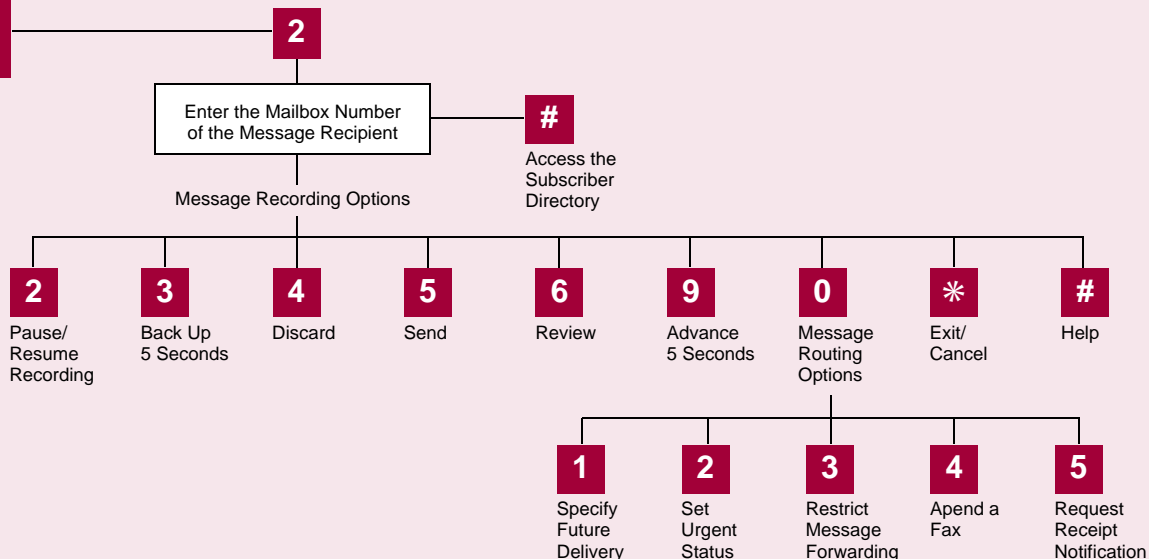 2
Enter the Mailbox Number
of the Message Recipient
#
Access the
Subscriber
Directory
Message Recording Options
2
Pause/
Resume
Recording
3
Back Up
5 Seconds
4
Discard
5
Send
6
Review
9
Advance
5 Seconds
0
Message
Routing
Options
*
Exit/
Cancel
#
Help
1
Specify
Future
Delivery
2
Set
Urgent
Status
3
Restrict
Message
Forwarding
4
Apend a
Fax
5
Request
Receipt
Notification